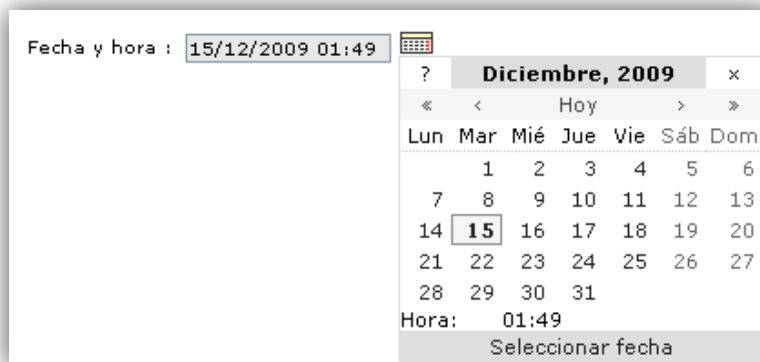 Fecha y hora : 15/12/2009 01:49
? Diciembre, 2009 ×
« ‹ Hoy › »
Lun Mar Mié Jue Vie Sáb Dom
1 2 3 4 5 6
7 8 9 10 11 12 13
14 15 16 17 18 19 20
21 22 23 24 25 26 27
28 29 30 31
Hora: 01:49
Seleccionar fecha